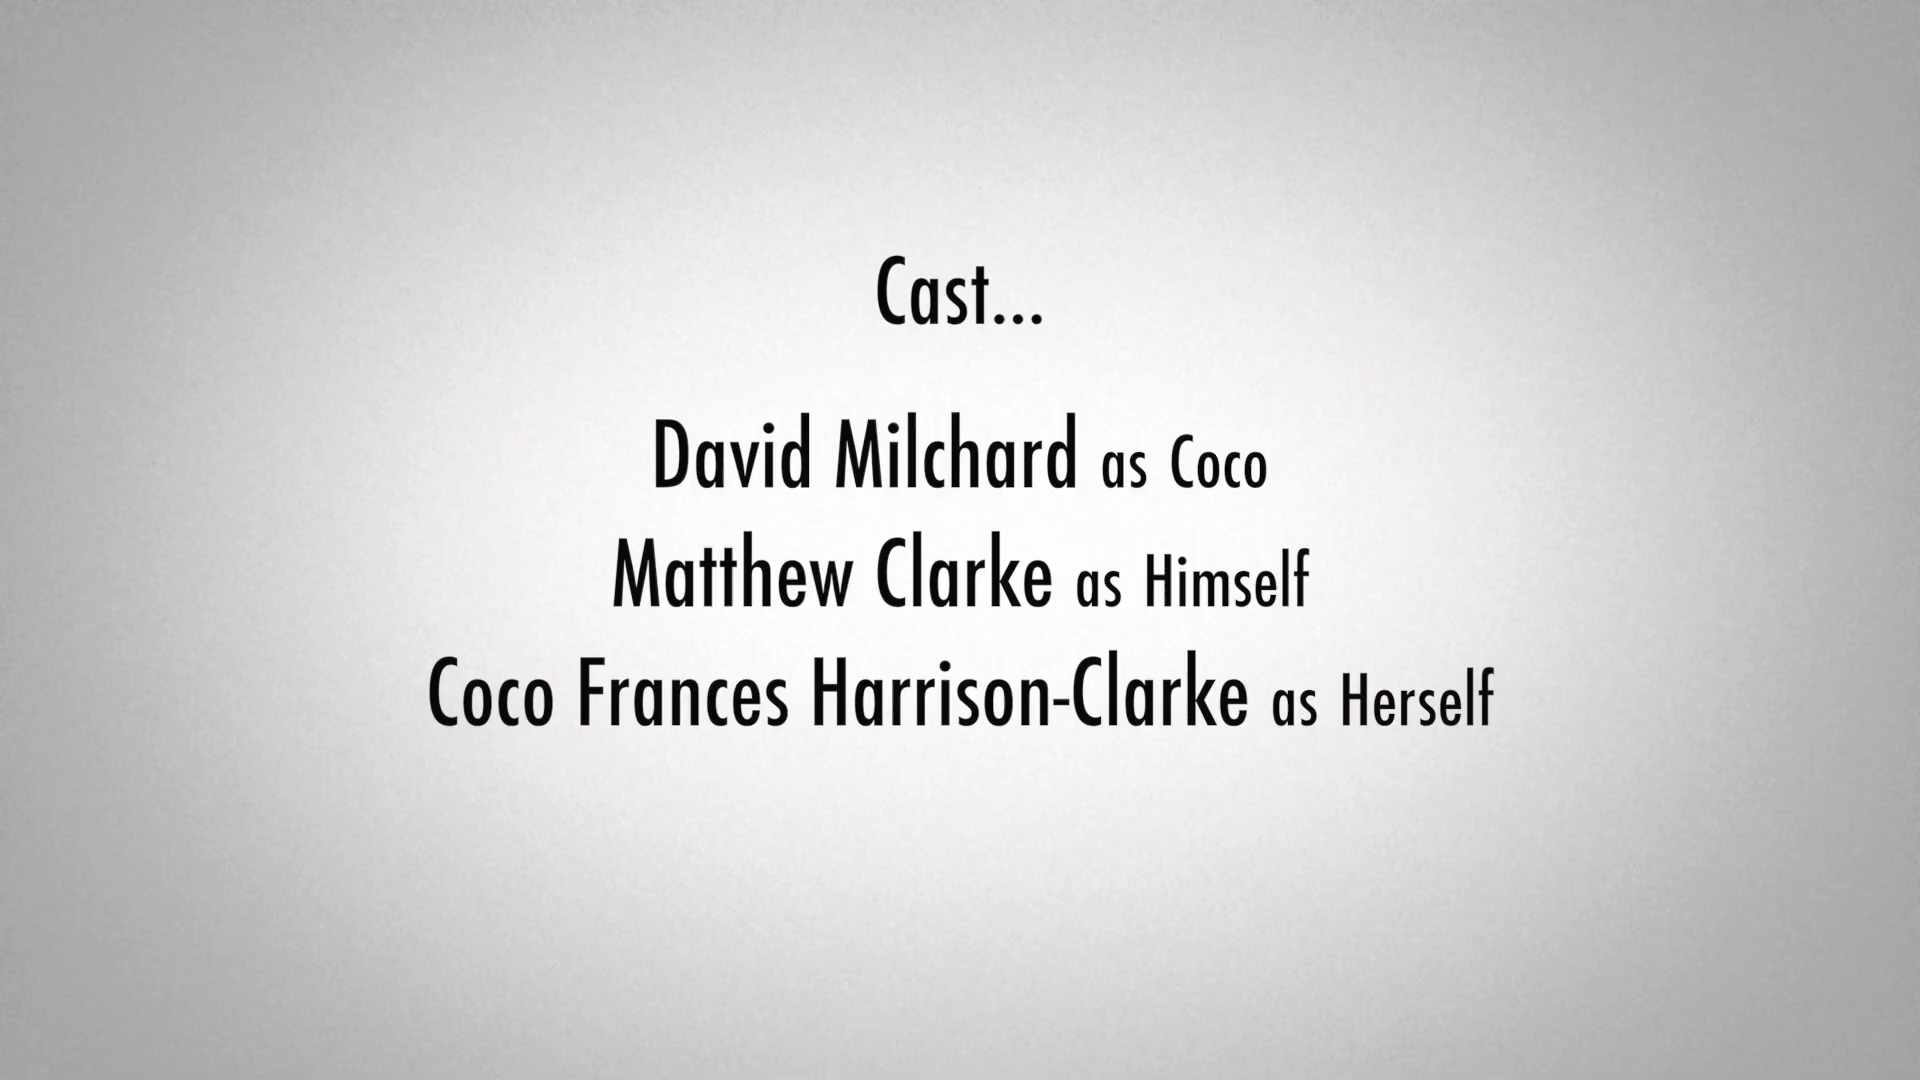 Cast...
David Milchard as Coco
Matthew Clarke as Himself
Coco Frances Harrison-Clarke as Herself